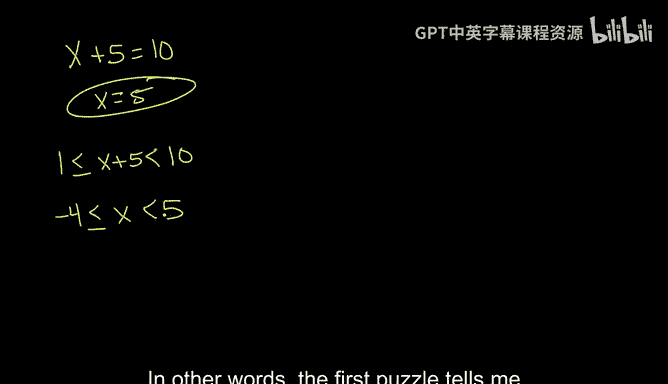 GPT中英字幕课程资源 bilibili
x+5=10
x=5
1≤x+5<10
-4≤x<5
In other words, the first puzzle tells me